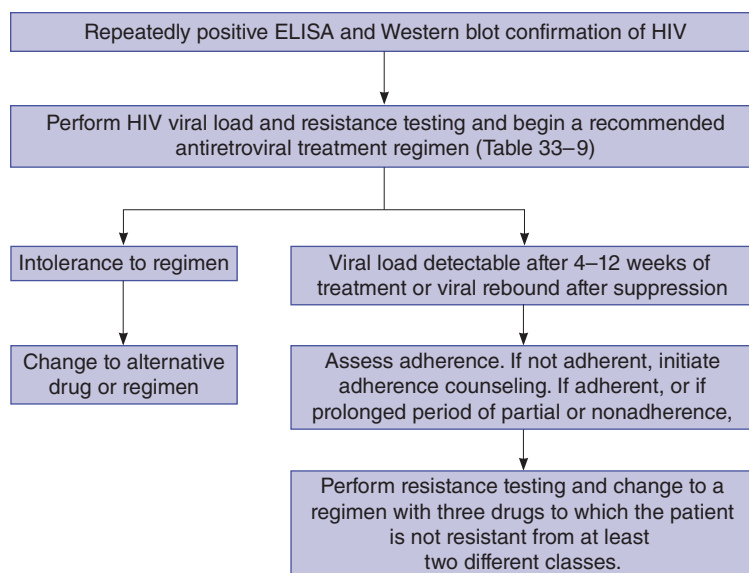 Repeatedly positive ELISA and Western blot confirmation of HIV
Perform HIV viral load and resistance testing and begin a recommended
antiretroviral treatment regimen (Table 33–9)
Intolerance to regimen
Change to alternative
drug or regimen
Viral load detectable after 4–12 weeks of
treatment or viral rebound after suppression
Assess adherence. If not adherent, initiate
adherence counseling. If adherent, or if
prolonged period of partial or nonadherence,
Perform resistance testing and change to a
regimen with three drugs to which the patient
is not resistant from at least
two different classes.